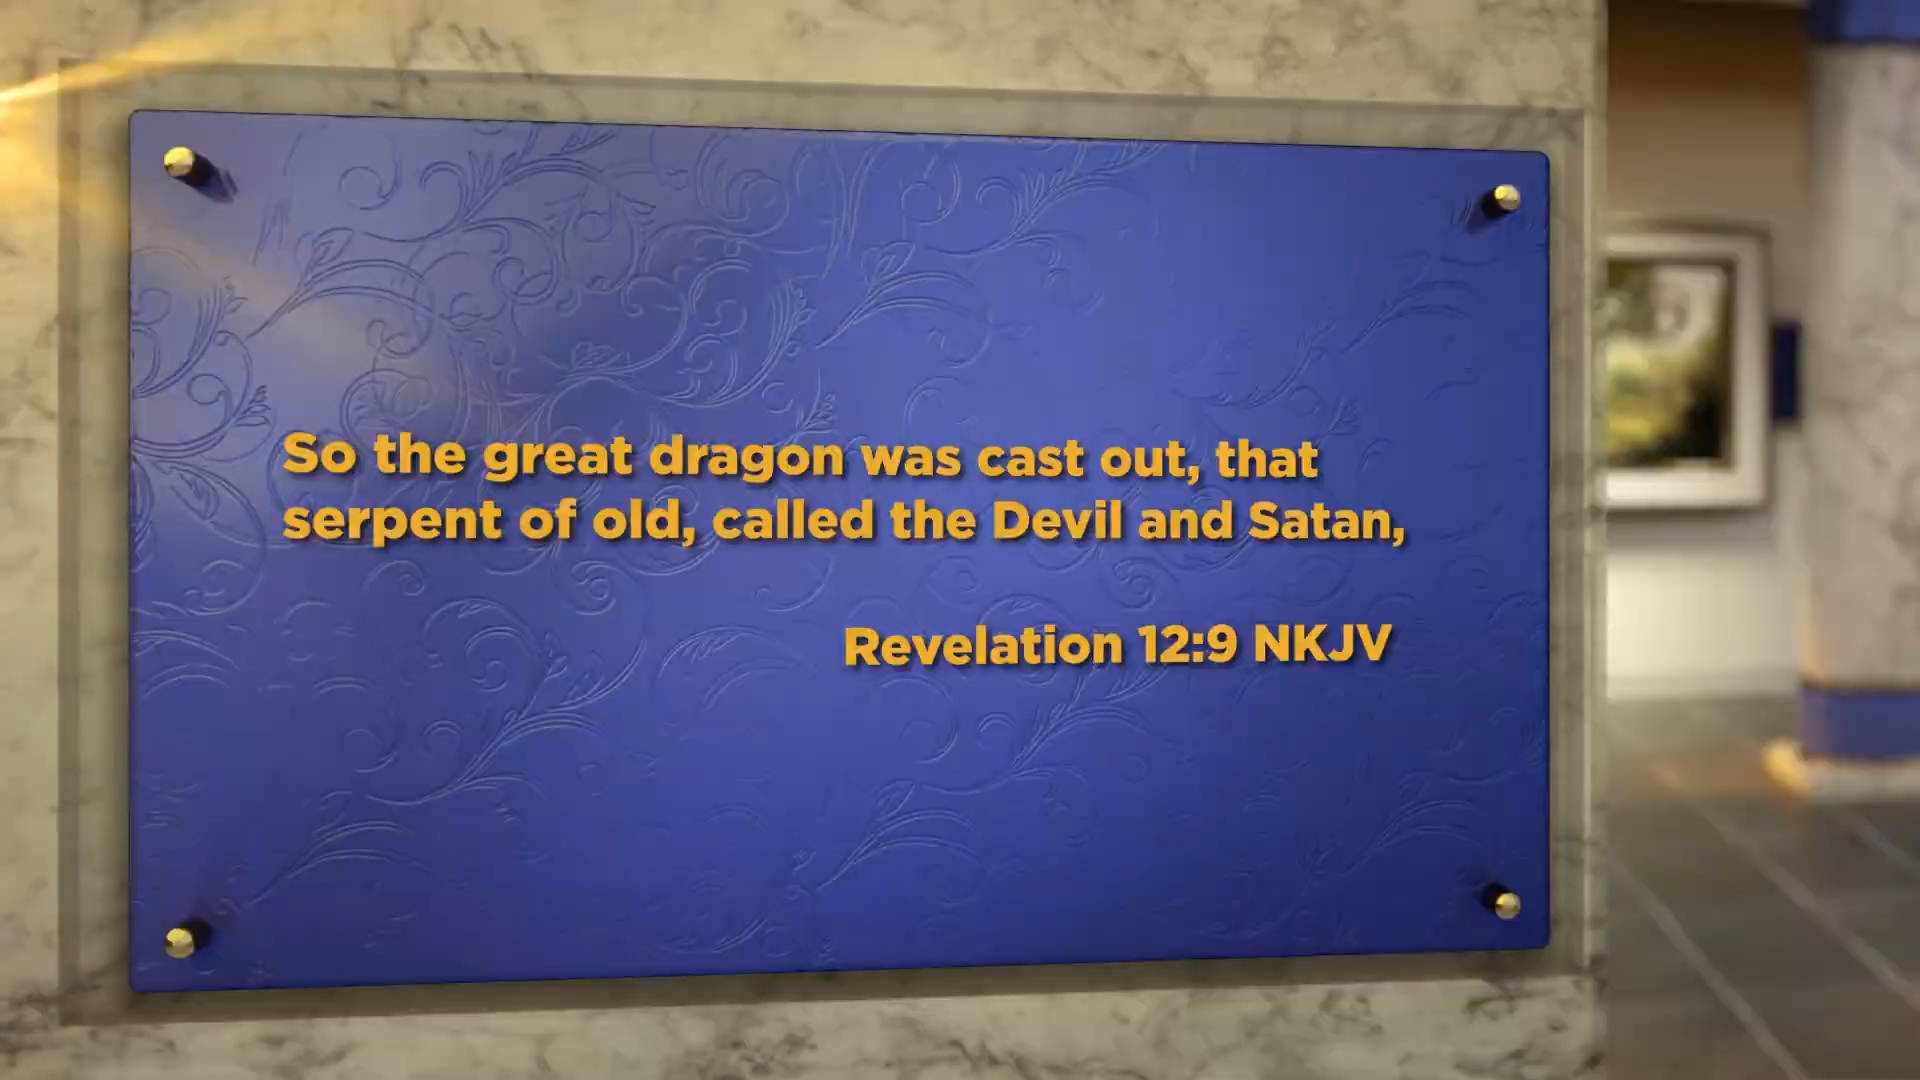 So the great dragon was cast out, that
serpent of old, called the Devil and Satan,
Revelation 12:9 NKJV